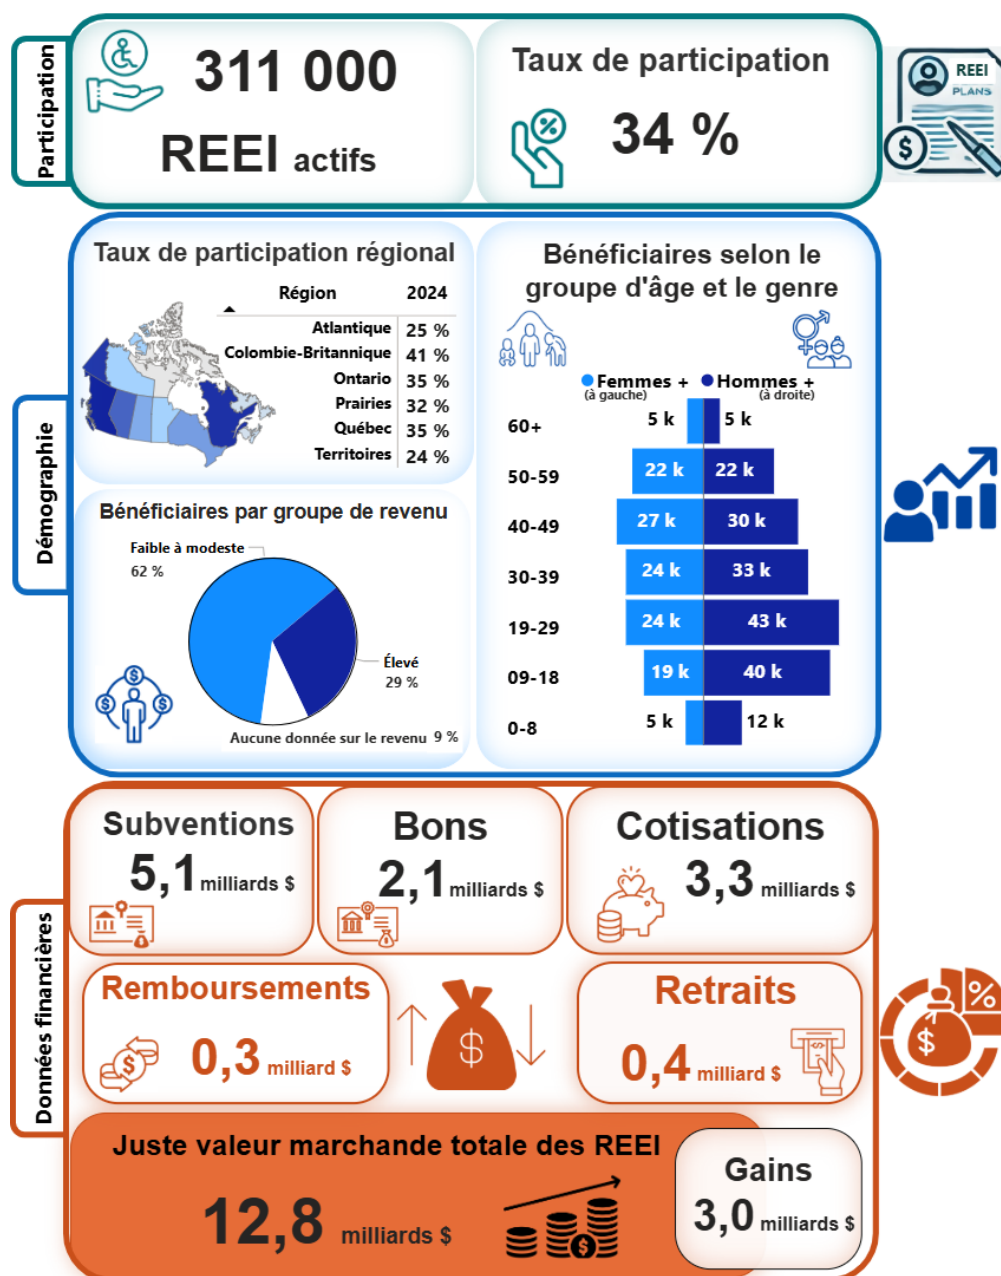 Participation
311 000
REEI actifs
Taux de participation
34 %
REEI
PLANS
$
Démographie
Taux de participation régional
Région 2024
Atlantique 25 %
Colombie-Britannique 41 %
Ontario 35 %
Prairies 32 %
Québec 35 %
Territoires 24 %
Bénéficiaires par groupe de revenu
Faible à modeste
62 %
Élevé
29 %
Aucune donnée sur le revenu 9 %
Bénéficiaires selon le
groupe d'âge et le genre
Femmes + Hommes +
(à gauche) (à droite)
60+ 5 k 5 k
50-59 22 k 22 k
40-49 27 k 30 k
30-39 24 k 33 k
19-29 24 k 43 k
09-18 19 k 40 k
0-8 5 k 12 k
Données financières
Subventions
5,1 milliards $
Bons
2,1 milliards $
Cotisations
3,3 milliards $
Remboursements
0,3 milliard $
$
Retraits
0,4 milliard $
%
$
Juste valeur marchande totale des REEI
12,8 milliards $
Gains
3,0 milliards $